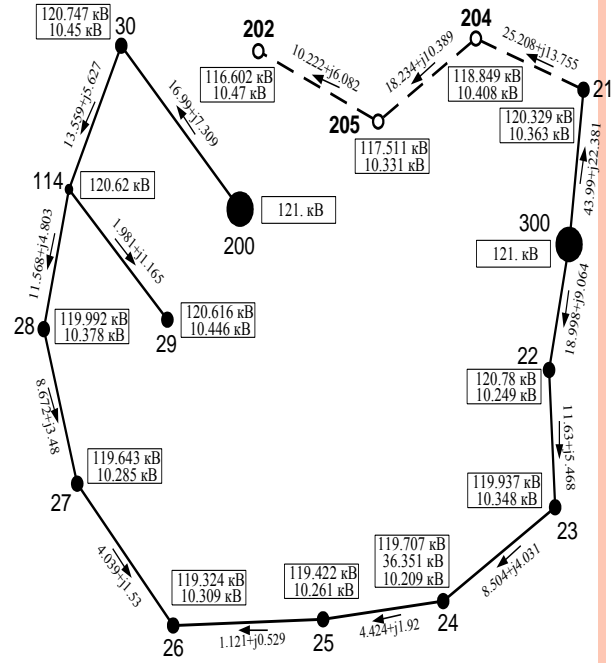 120.747 кВ
10.45 кВ
30
202
204
25.208+j13.755
10.222+j6.082
18.234+j10.389
116.602 кВ
10.47 кВ
118.849 кВ
10.408 кВ
21
13.559+j5.627
16.99+j7.309
205
120.329 кВ
10.363 кВ
117.511 кВ
10.331 кВ
43.99+j22.381
114
120.62 кВ
121. кВ
200
300
121. кВ
11.568+j4.803
1.981+j1.165
18.998+j9.064
28
119.992 кВ
10.378 кВ
120.616 кВ
10.446 кВ
29
22
120.78 кВ
10.249 кВ
8.672+j3.48
11.63+j5.468
119.643 кВ
10.285 кВ
27
119.937 кВ
10.348 кВ
23
4.039+j1.53
119.707 кВ
36.351 кВ
10.209 кВ
8.504+j4.031
119.324 кВ
10.309 кВ
119.422 кВ
10.261 кВ
24
26
1.121+j0.529
25
4.424+j1.92